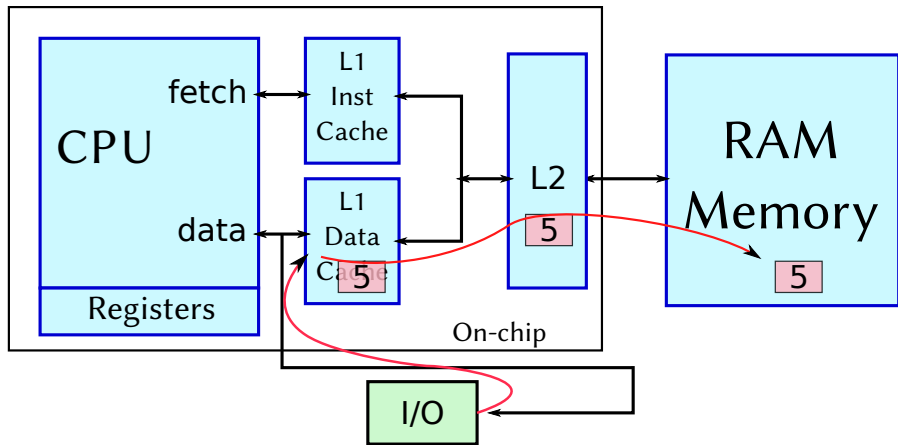 fetch
CPU
data
Registers
L1
Inst
Cache
L1
Data
Cache
5
L2
5
On-chip
RAM
Memory
5
I/O